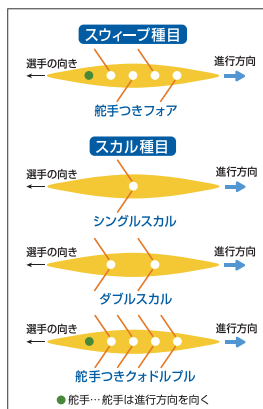 スウィープ種目
選手の向き
進行方向
舵手つきフォア
スカル種目
選手の向き
進行方向
シングルスカル
選手の向き
進行方向
ダブルスカル
選手の向き
進行方向
舵手つきクォドルプル
舵手…舵手は進行方向を向く